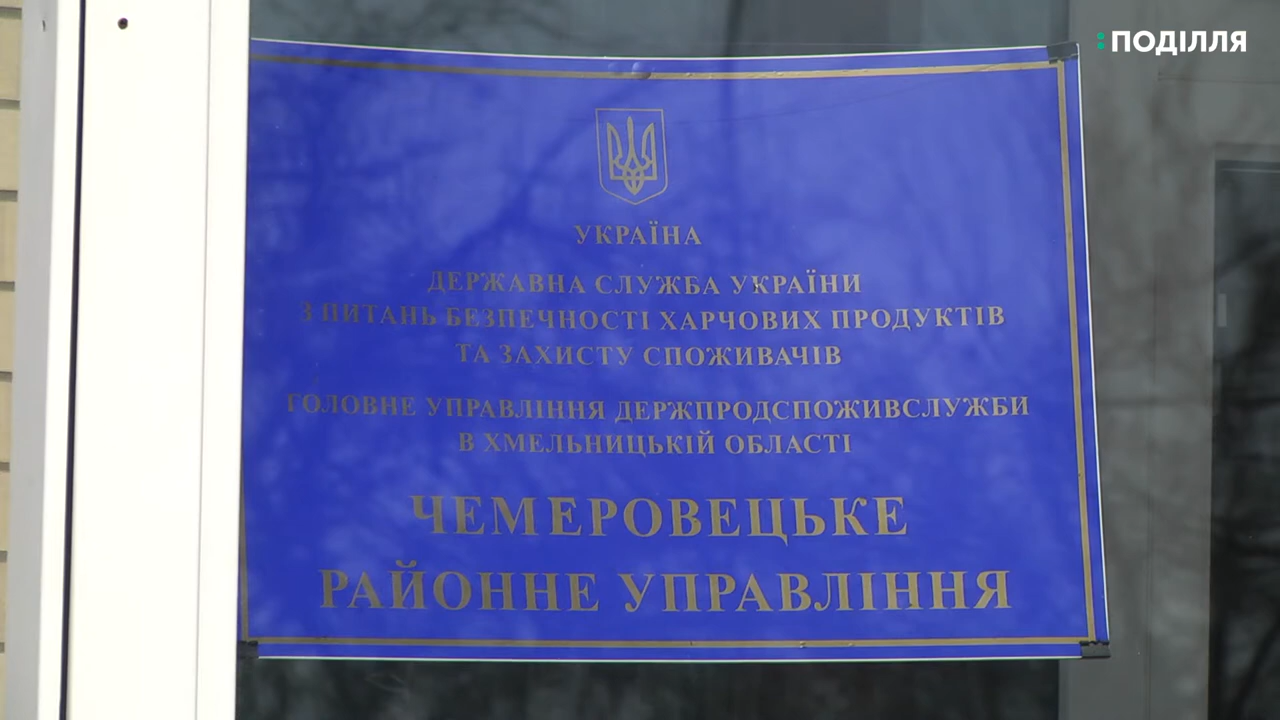 :ПОДІЛЛЯ
УКРАЇНА
ДЕРЖАВНА СЛУЖБА УКРАЇНИ
З ПИТАНЬ БЕЗПЕЧНОСТІ ХАРЧОВИХ ПРОДУКТІВ
ТА ЗАХИСТУ СПОЖИВАЧІВ
ГОЛОВНЕ УПРАВЛІННЯ ДЕРЖПРОДСПОЖИВСЛУЖБИ
В ХМЕЛЬНИЦЬКІЙ ОБЛАСТІ
ЧЕМЕРОВЕЦЬКЕ
РАЙОННЕ УПРАВЛІННЯ